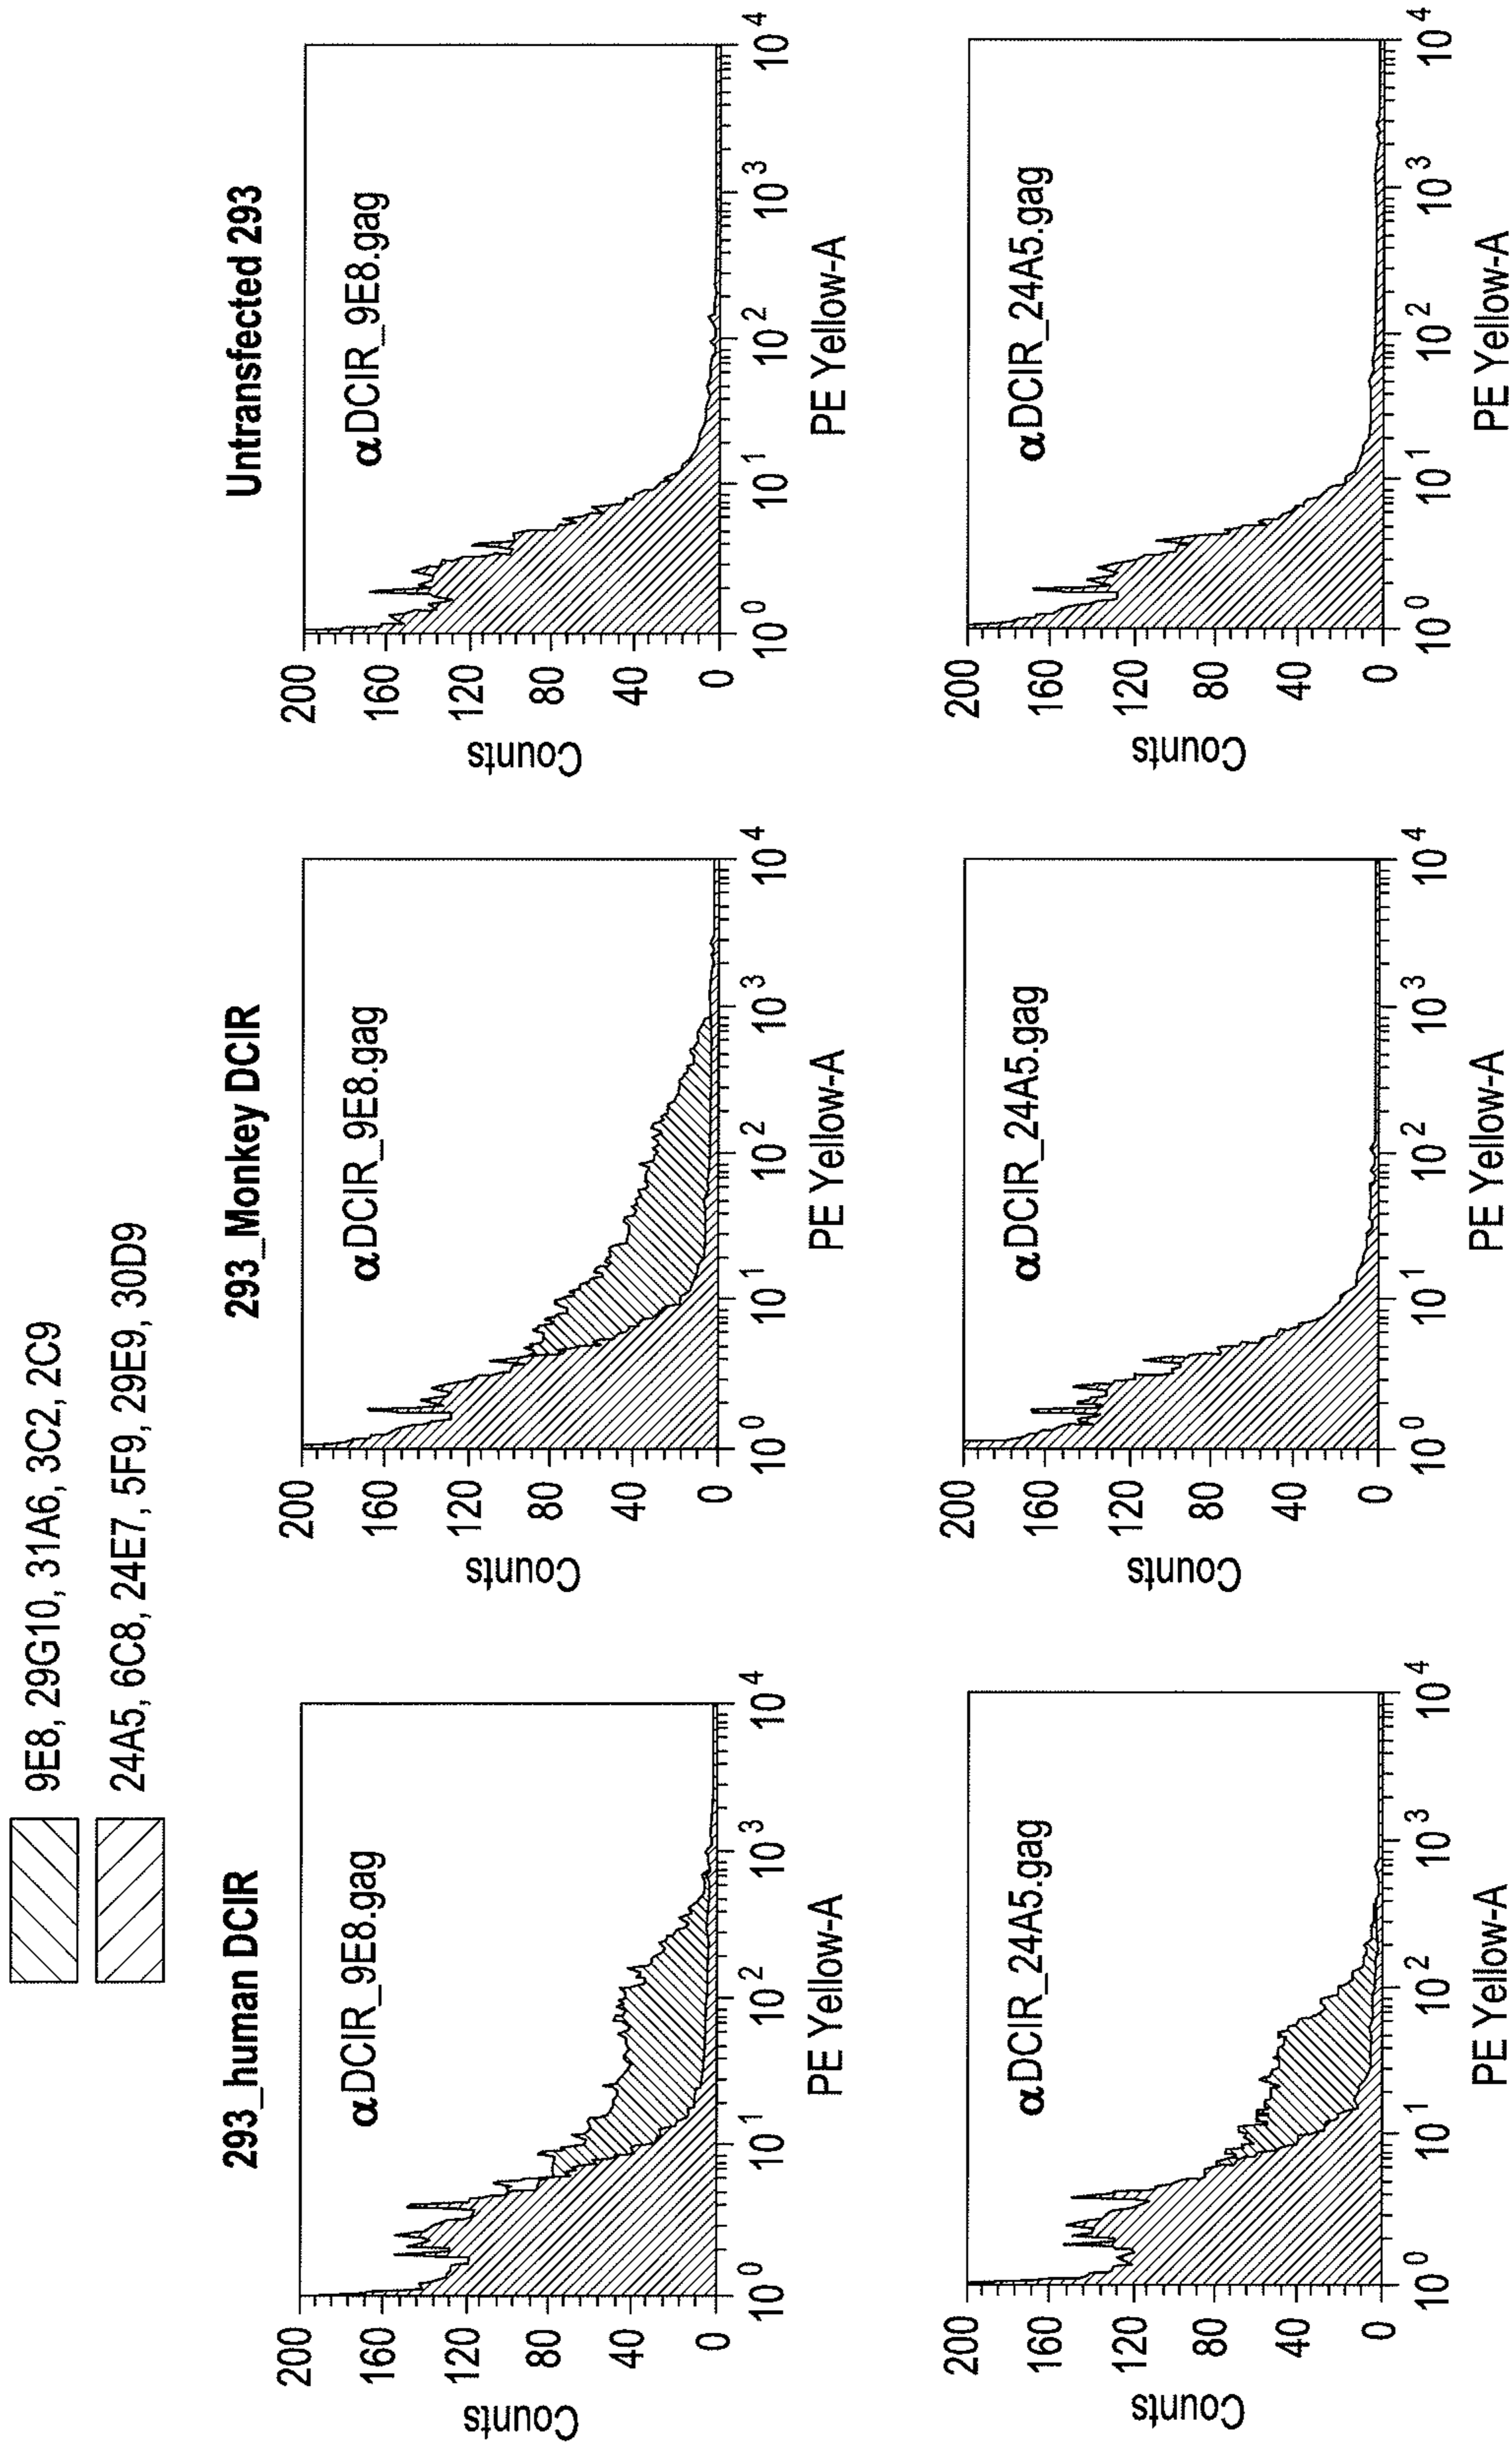 9E8, 29G10, 31A6, 3C2, 2C9
24A5, 6C8, 24E7, 5F9, 29E9, 30D9
293_human DCIR
αDCIR_9E8.gag
Counts
200
160
120
80
40
0
10^0
10^1
10^2
10^3
10^4
PE Yellow-A
293_Monkey DCIR
αDCIR_9E8.gag
Counts
200
160
120
80
40
0
10^0
10^1
10^2
10^3
10^4
PE Yellow-A
Untransfected 293
αDCIR_9E8.gag
Counts
200
160
120
80
40
0
10^0
10^1
10^2
10^3
10^4
PE Yellow-A
αDCIR_24A5.gag
Counts
200
160
120
80
40
0
10^0
10^1
10^2
10^3
10^4
PE Yellow-A
αDCIR_24A5.gag
Counts
200
160
120
80
40
0
10^0
10^1
10^2
10^3
10^4
PE Yellow-A
αDCIR_24A5.gag
Counts
200
160
120
80
40
0
10^0
10^1
10^2
10^3
10^4
PE Yellow-A